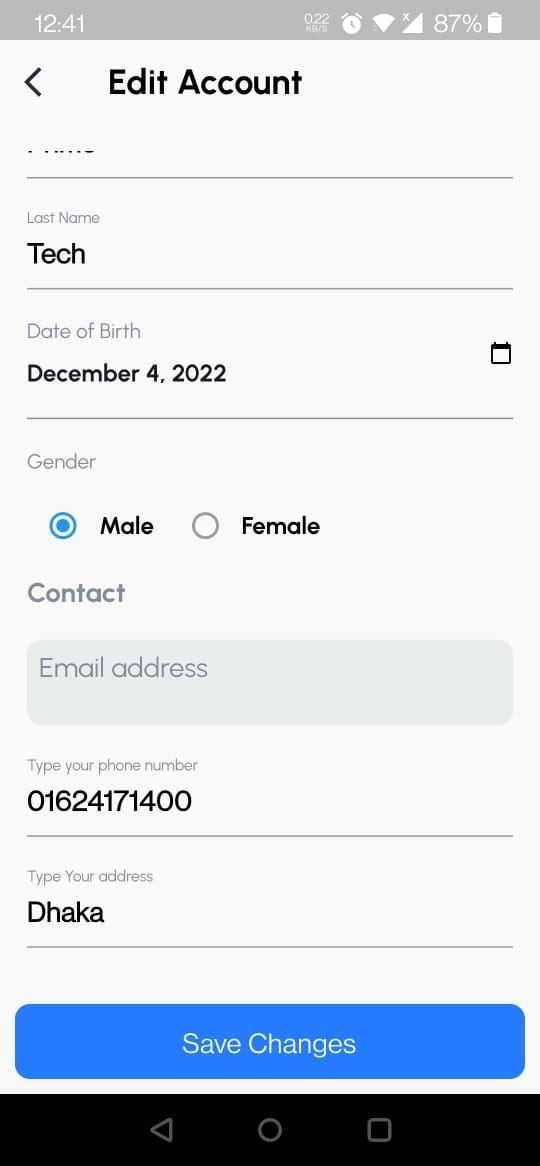 12:41
0.22
KB/S
87%
Edit Account
Last Name
Tech
Date of Birth
December 4, 2022
Gender
Male Female
Contact
Email address
Type your phone number
01624171400
Type Your address
Dhaka
Save Changes